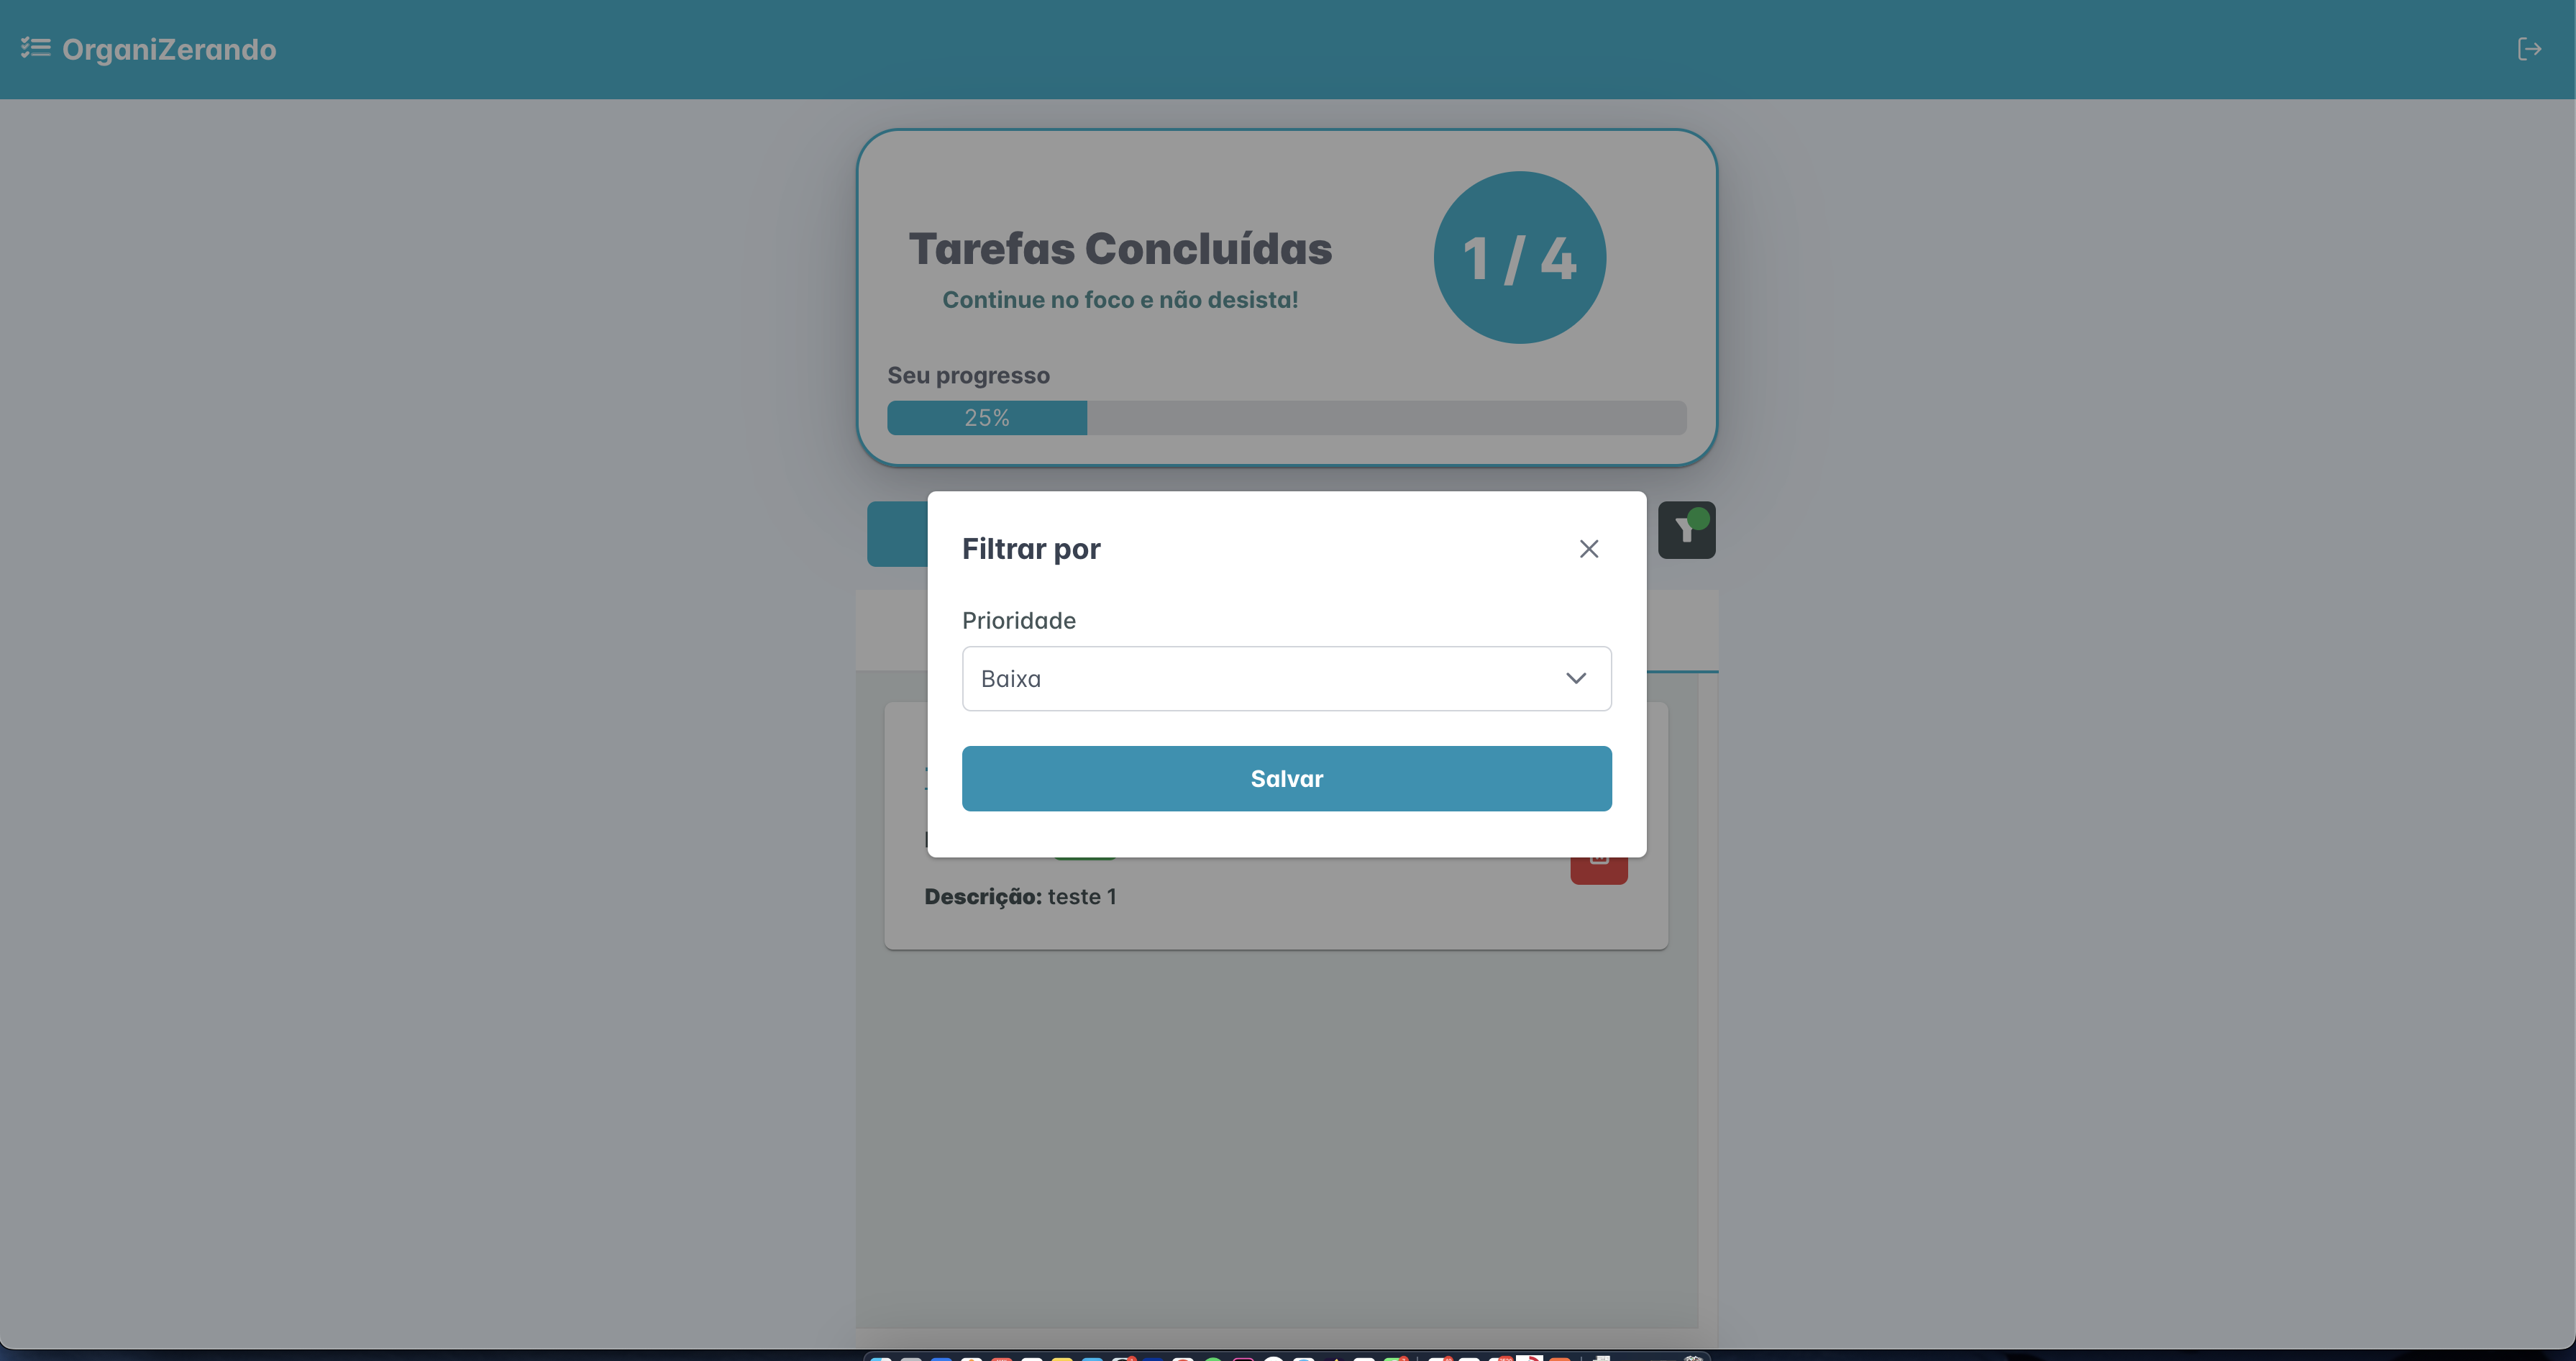 OrganiZerando
Tarefas Concluídas
Continue no foco e não desista!
1 / 4
Seu progresso
25%
Filtrar por
Prioridade
Baixa
Salvar
Descrição: teste 1